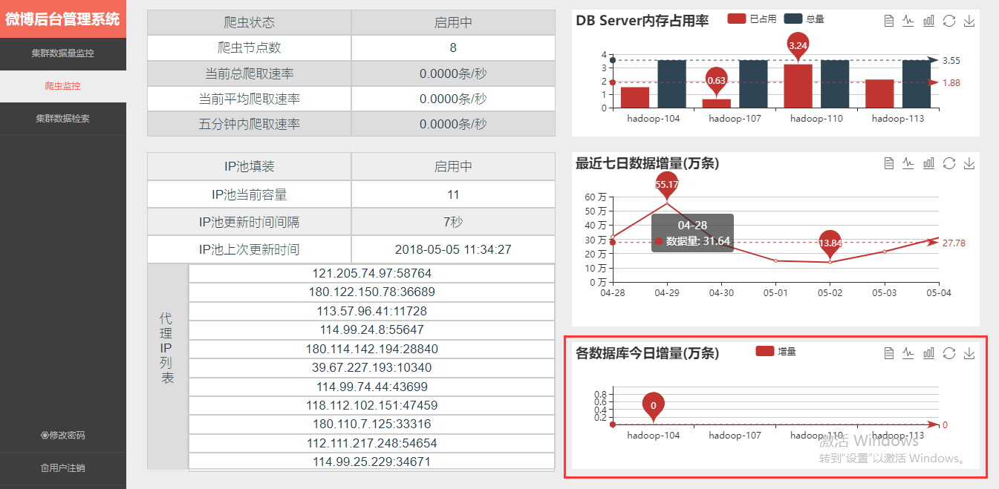 微博后台管理系统
集群数据量监控
爬虫监控
集群数据检索
修改密码
用户注销
爬虫状态 启用中
爬虫节点数 8
当前总爬取速率 0.0000条/秒
当前平均爬取速率 0.0000条/秒
五分钟内爬取速率 0.0000条/秒
IP池填装 启用中
IP池当前容量 11
IP池更新时间间隔 7秒
IP池上次更新时间 2018-05-05 11:34:27
代
理
IP
列
表
121.205.74.97:58764
180.122.150.78:36689
113.57.96.41:11728
114.99.24.8:55647
180.114.142.194:28840
39.67.227.193:10340
114.99.74.44:43699
118.112.102.151:47459
180.110.7.125:33316
112.111.217.248:54654
114.99.25.229:34671
DB Server内存占用率 已占用 总量
3.24
0.63
4
3
2
1
0
3.55
1.88
hadoop-104 hadoop-107 hadoop-110 hadoop-113
最近七日数据增量(万条)
55.17
60 万
50 万
40 万
30 万
20 万
10 万
0 万
04-28
数据量: 31.64
13.84
27.78
04-28 04-29 04-30 05-01 05-02 05-03 05-04
各数据库今日增量(万条) 增量
0.8
0.6
0.4
0.2
0
0
hadoop-104 hadoop-107 hadoop-110 hadoop-113
激活 Windows
转到"设置"以激活 Windows。